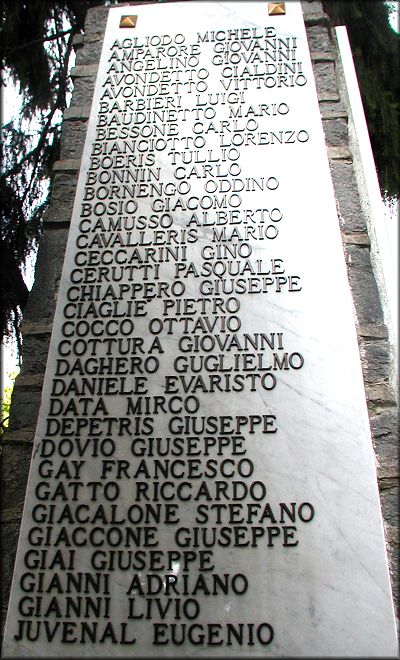 AGLIODO MICHELE
AMPARORE GIOVANNI
ANGELINO GIOVANNI
AVONDETTO CIALDINI
AVONDETTO VITTORIO
BARBIERI LUIGI
BAUDINETTO MARIO
BESSONE CARLO
BIANCIOTTO LORENZO
BOERIS TULLIO
BONNIN CARLO
BORNENGO ODDINO
BOSIO GIACOMO
CAMUSSO ALBERTO
CAVALLERIS MARIO
CECCARINI GINO
CERUTTI PASQUALE
CHIAPPERO GIUSEPPE
CIAGLIE PIETRO
COCCO OTTAVIO
COTTURA GIOVANNI
DAGHERO GUGLIELMO
DANIELE EVARISTO
DATA MIRCO
DEPETRIS GIUSEPPE
DOVIO GIUSEPPE
GAY FRANCESCO
GATTO RICCARDO
GIACALONE STEFANO
GIACCONE GIUSEPPE
GIAI GIUSEPPE
GIANNI ADRIANO
GIANNI LIVIO
JUVENAL EUGENIO